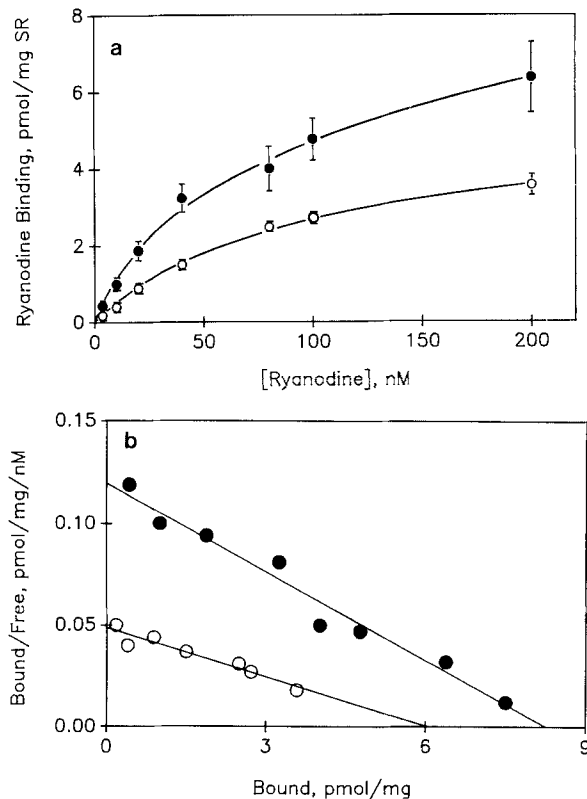 a
Ryanodine Binding, pmol/mg SR
8
6
4
2
0
0 50 100 150 200
[Ryanodine], nM
b
Bound/Free, pmol/mg/nM
0.15
0.10
0.05
0.00
0 3 6 9
Bound, pmol/mg